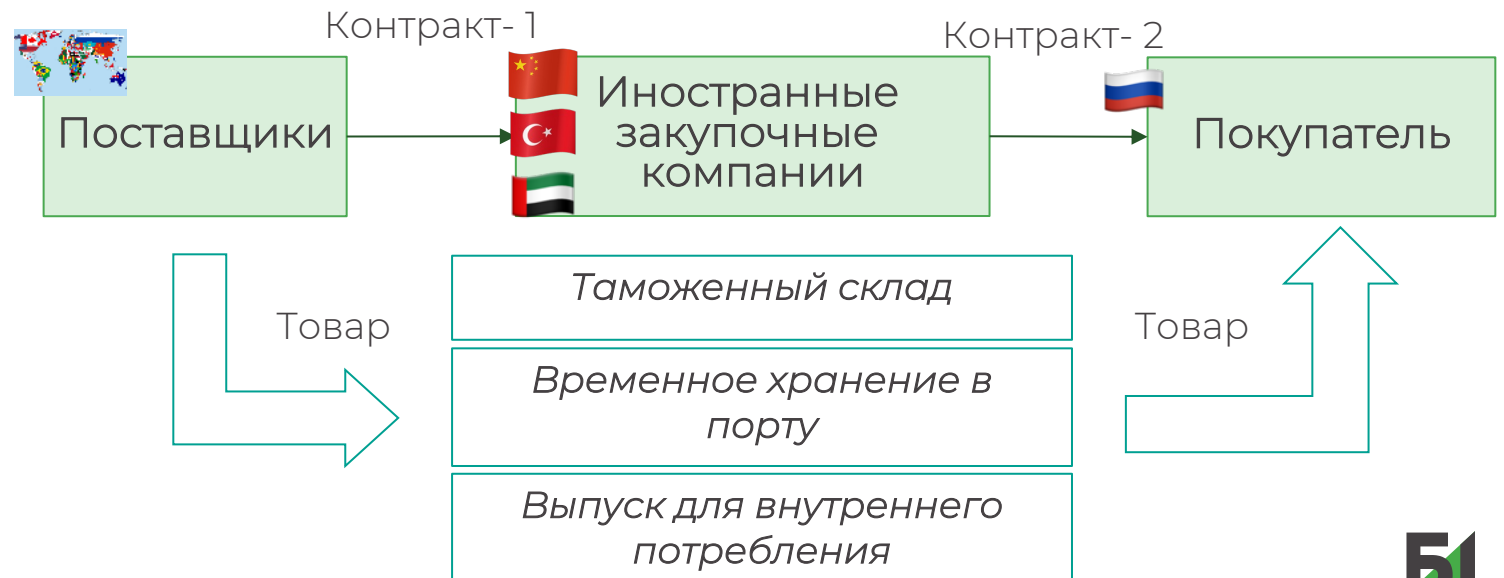 Контракт- 1
Контракт- 2
Поставщики
Иностранные
закупочные
компании
Покупатель
Таможенный склад
Товар
Товар
Временное хранение в
порту
Выпуск для внутреннего
потребления
Б1